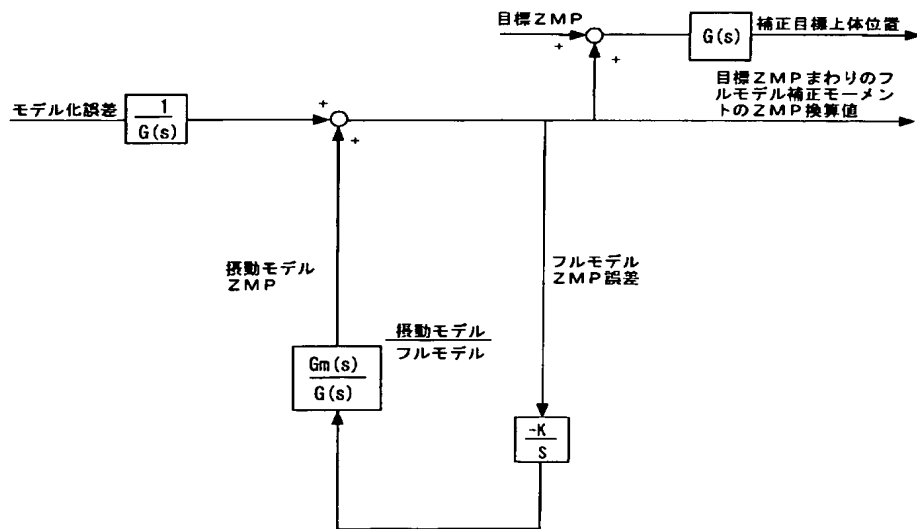 目標ZMP
+
+
G(s)
補正目標上体位置
目標ZMPまわりのフ
ルモデル補正モーメン
トのZMP換算値
モデル化誤差
1
G(s)
+
+
摂動モデル
ZMP
フルモデル
ZMP誤差
摂動モデル
フルモデル
Gm(s)
G(s)
-K
S